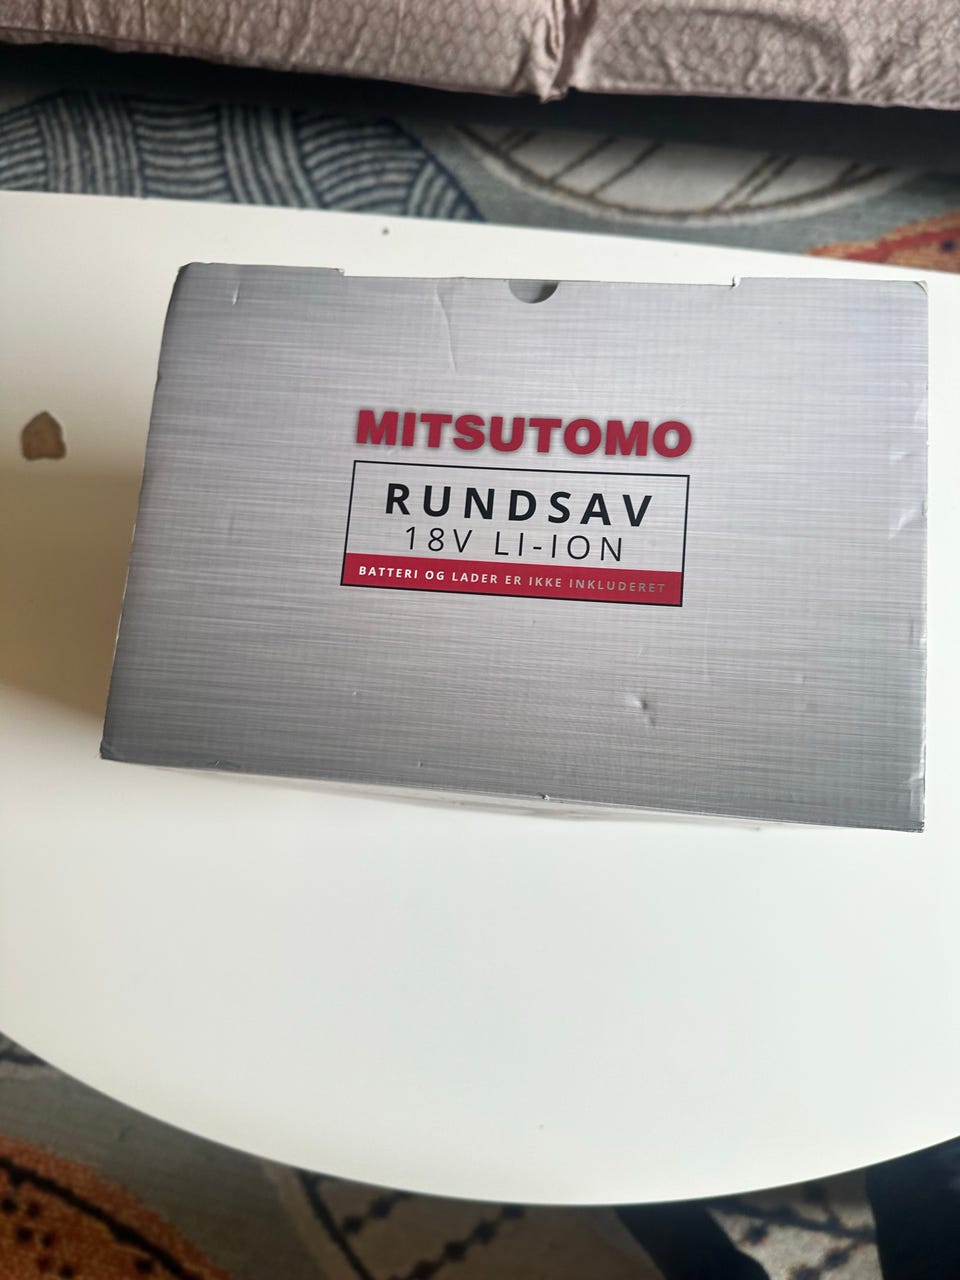 MITSUTOMO
RUNDSAV
18V LI-ION
BATTERI OG LADER ER IKKE INKLUDERET